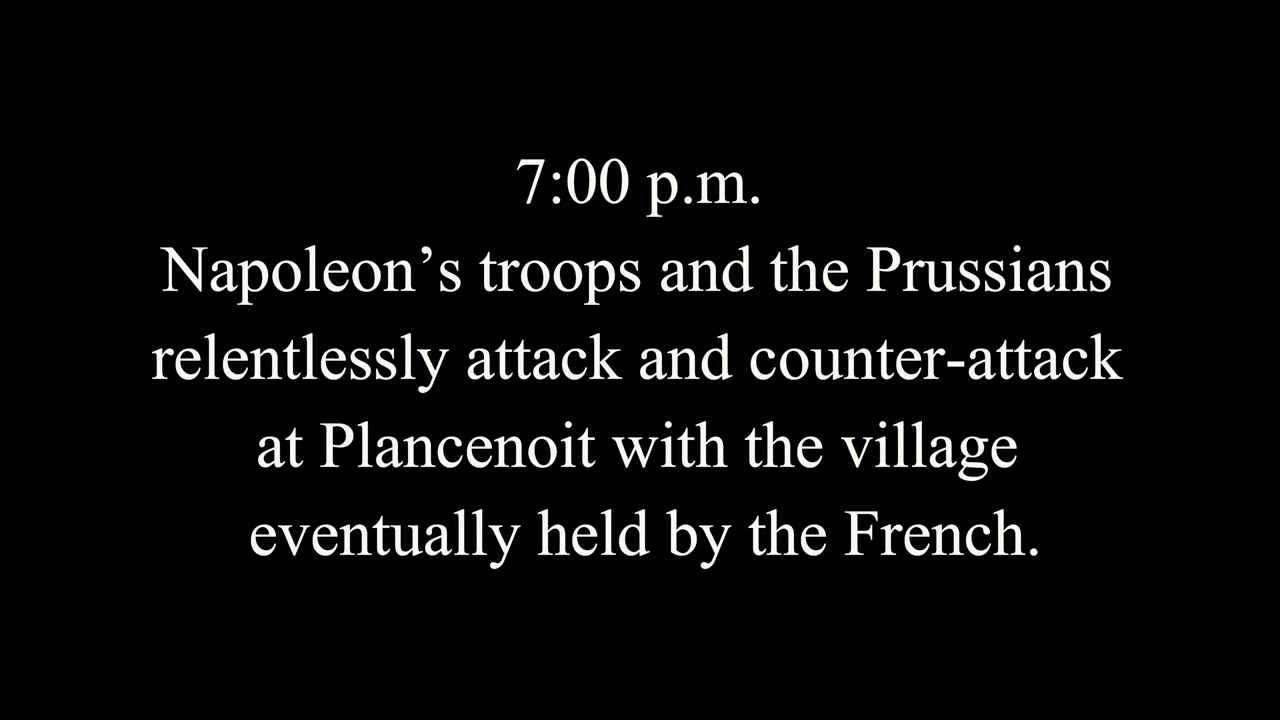 7:00 p.m.
Napoleon’s troops and the Prussians
relentlessly attack and counter-attack
at Plancenoit with the village
eventually held by the French.